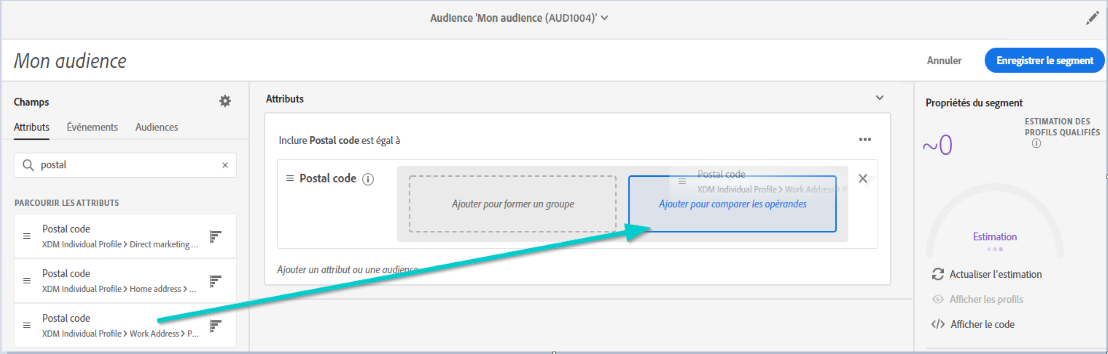 Audience 'Mon audience (AUD1004)'
Mon audience
Annuler
Enregistrer le segment
Champs
Attributs Événements Audiences
postal
PARCOURIR LES ATTRIBUTS
Postal code
XDM Individual Profile > Direct marketing ...
Postal code
XDM Individual Profile > Home address > ...
Postal code
XDM Individual Profile > Work Address > P...
Attributs
Inclure Postal code est égal à
Postal code
Ajouter pour former un groupe
Postal code
XDM Individual Profile > Work Address > P
Ajouter pour comparer les opérandes
Ajouter un attribut ou une audience
Propriétés du segment
~0
ESTIMATION DES
PROFILS QUALIFIÉS
Estimation
Actualiser l'estimation
Afficher les profils
</> Afficher le code